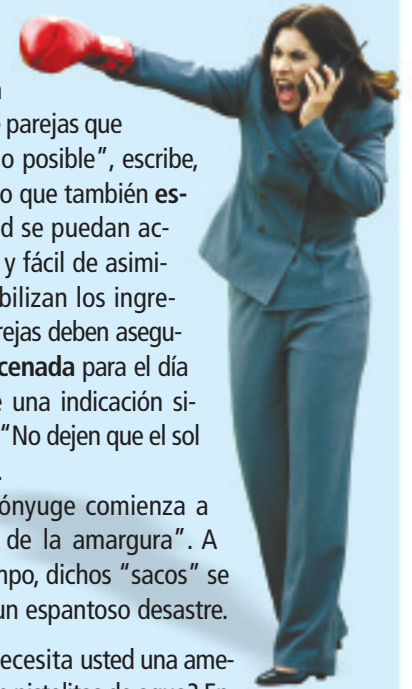 parejas que
o posible”, escribe,
o que también es-
d se puedan ac-
y fácil de asimi-
bilizan los ingre-
rejas deben asegu-
cenada para el día
una indicación si-
“No dejen que el sol
ónyuge comienza a
de la amargura”. A
mpo, dichos “sacos” se
un espantoso desastre.
ecesita usted una ame-